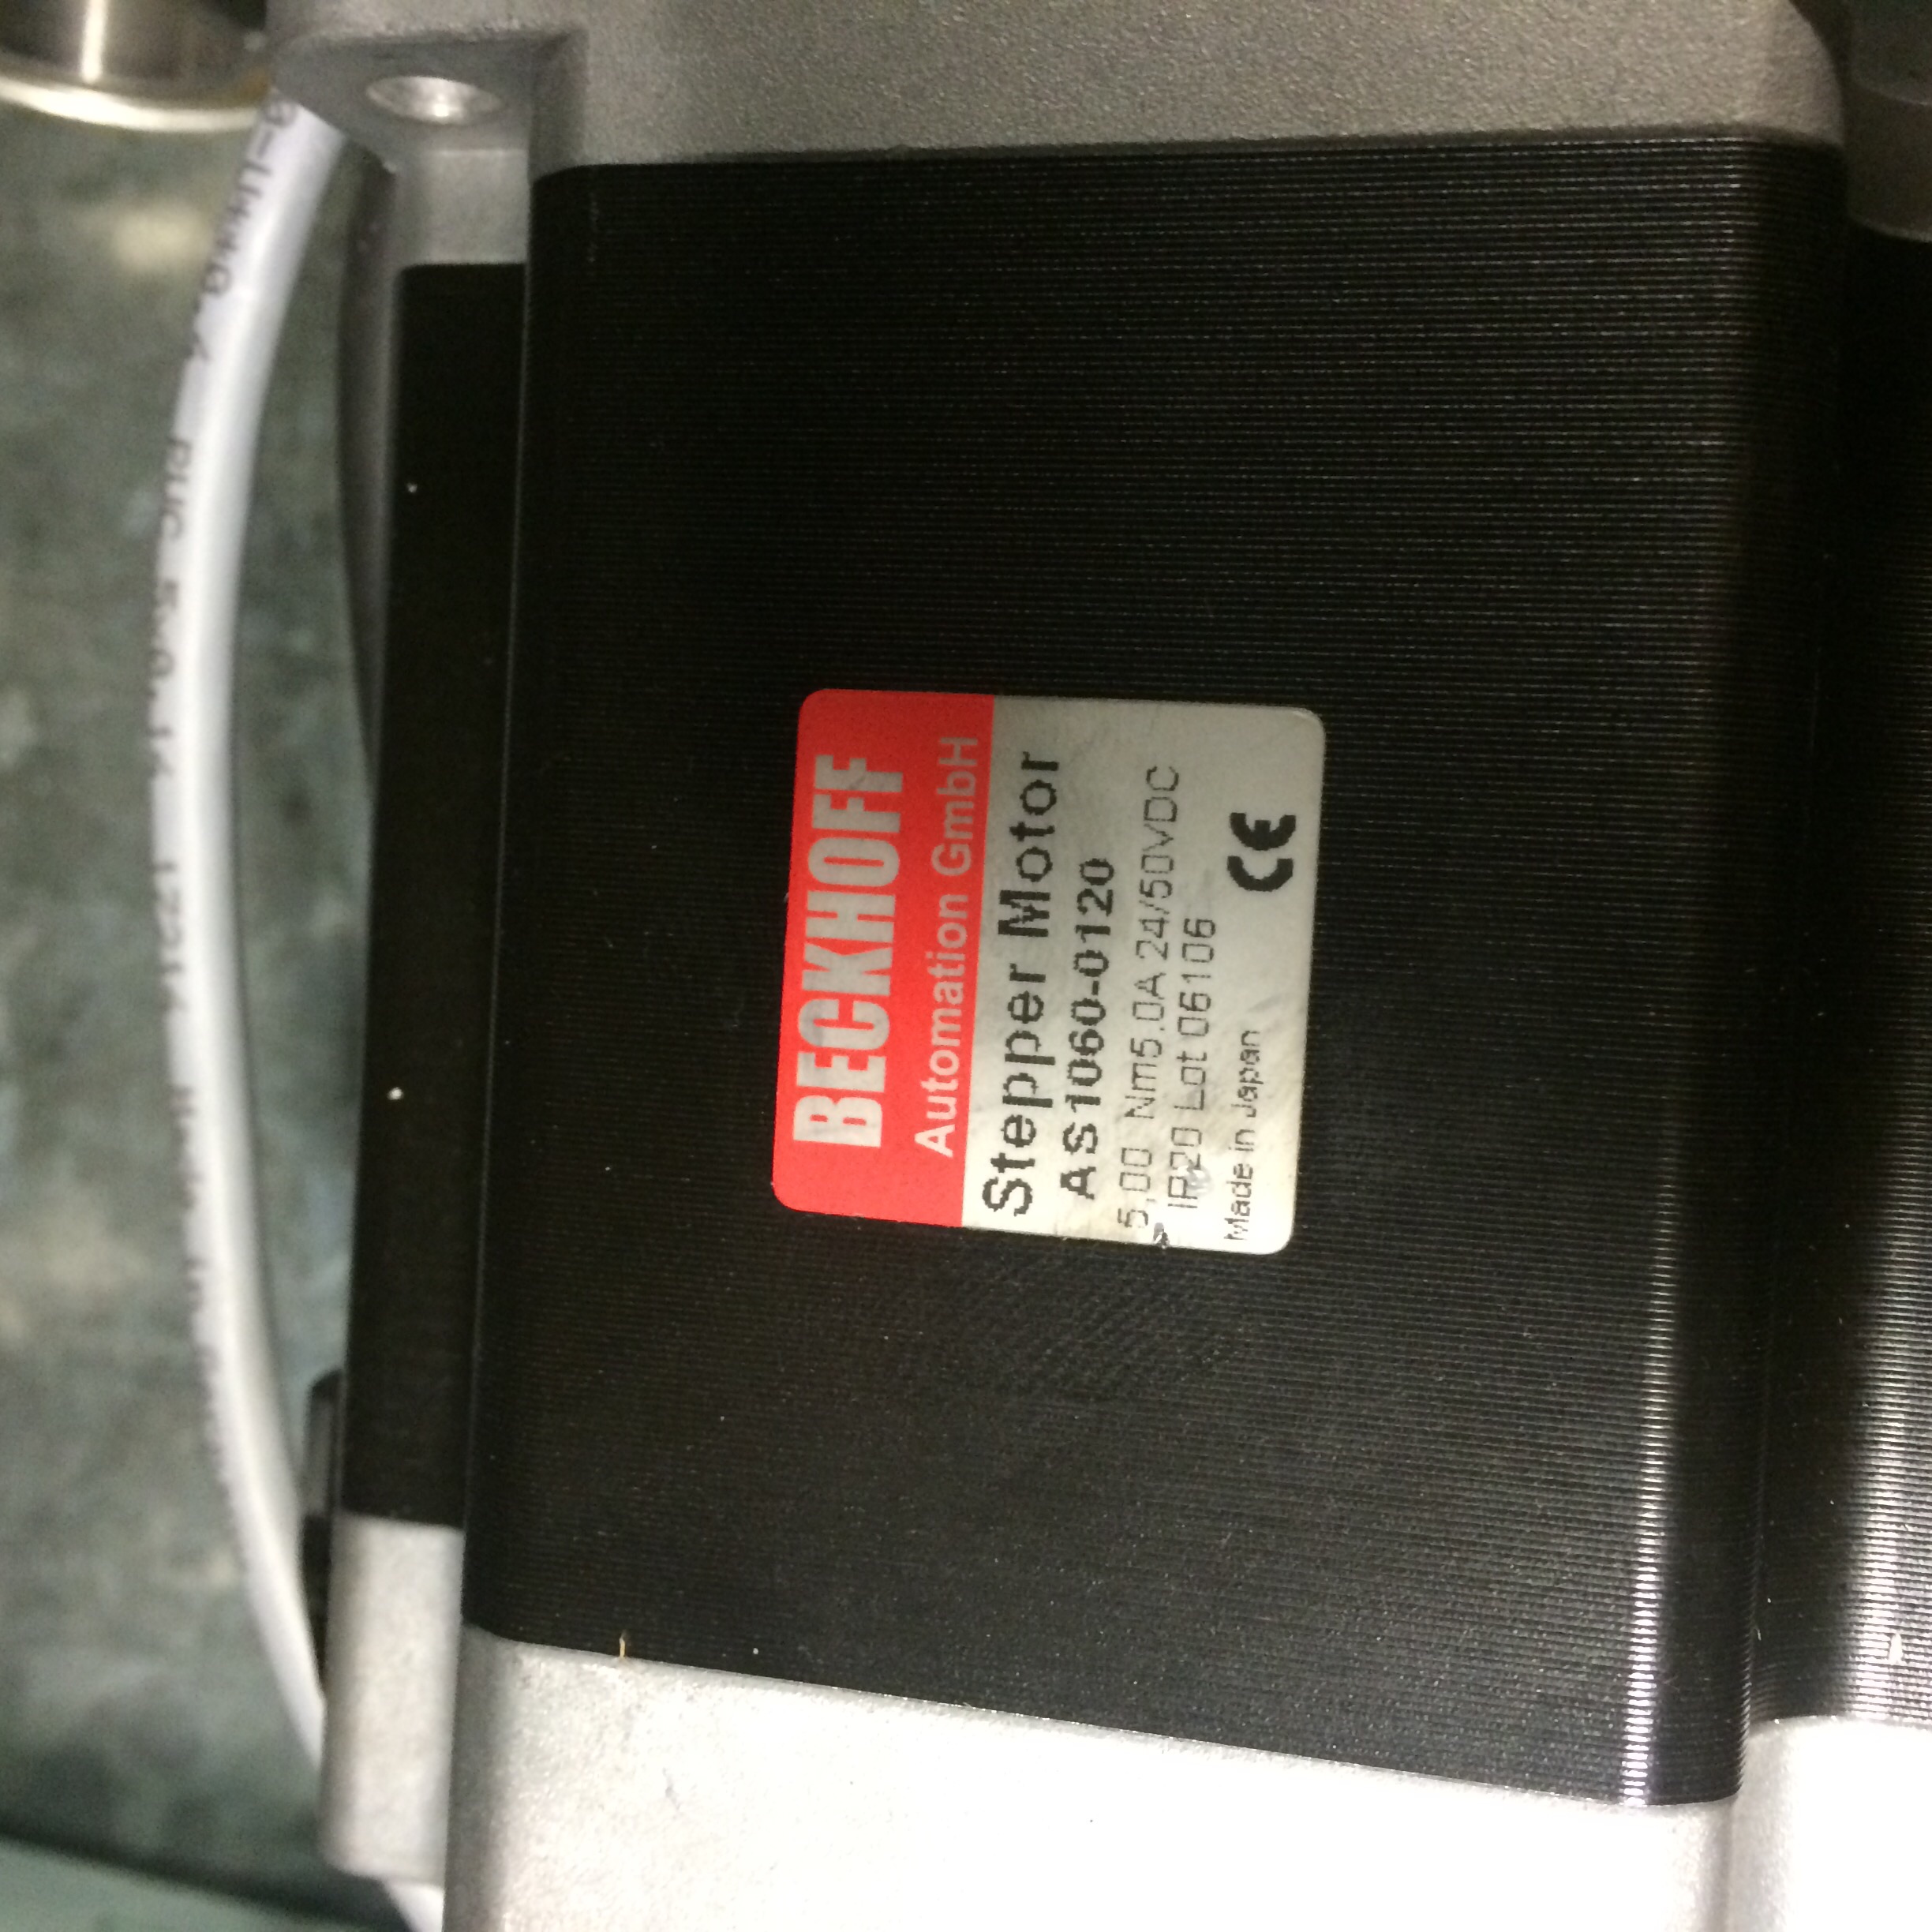 BECKHOFF
Automation GmbH
Stepper Motor
AS1060-0120
5,00 Nm5.0A 24/50VDC
IP20 Lot 06106
Made in Japan
CE